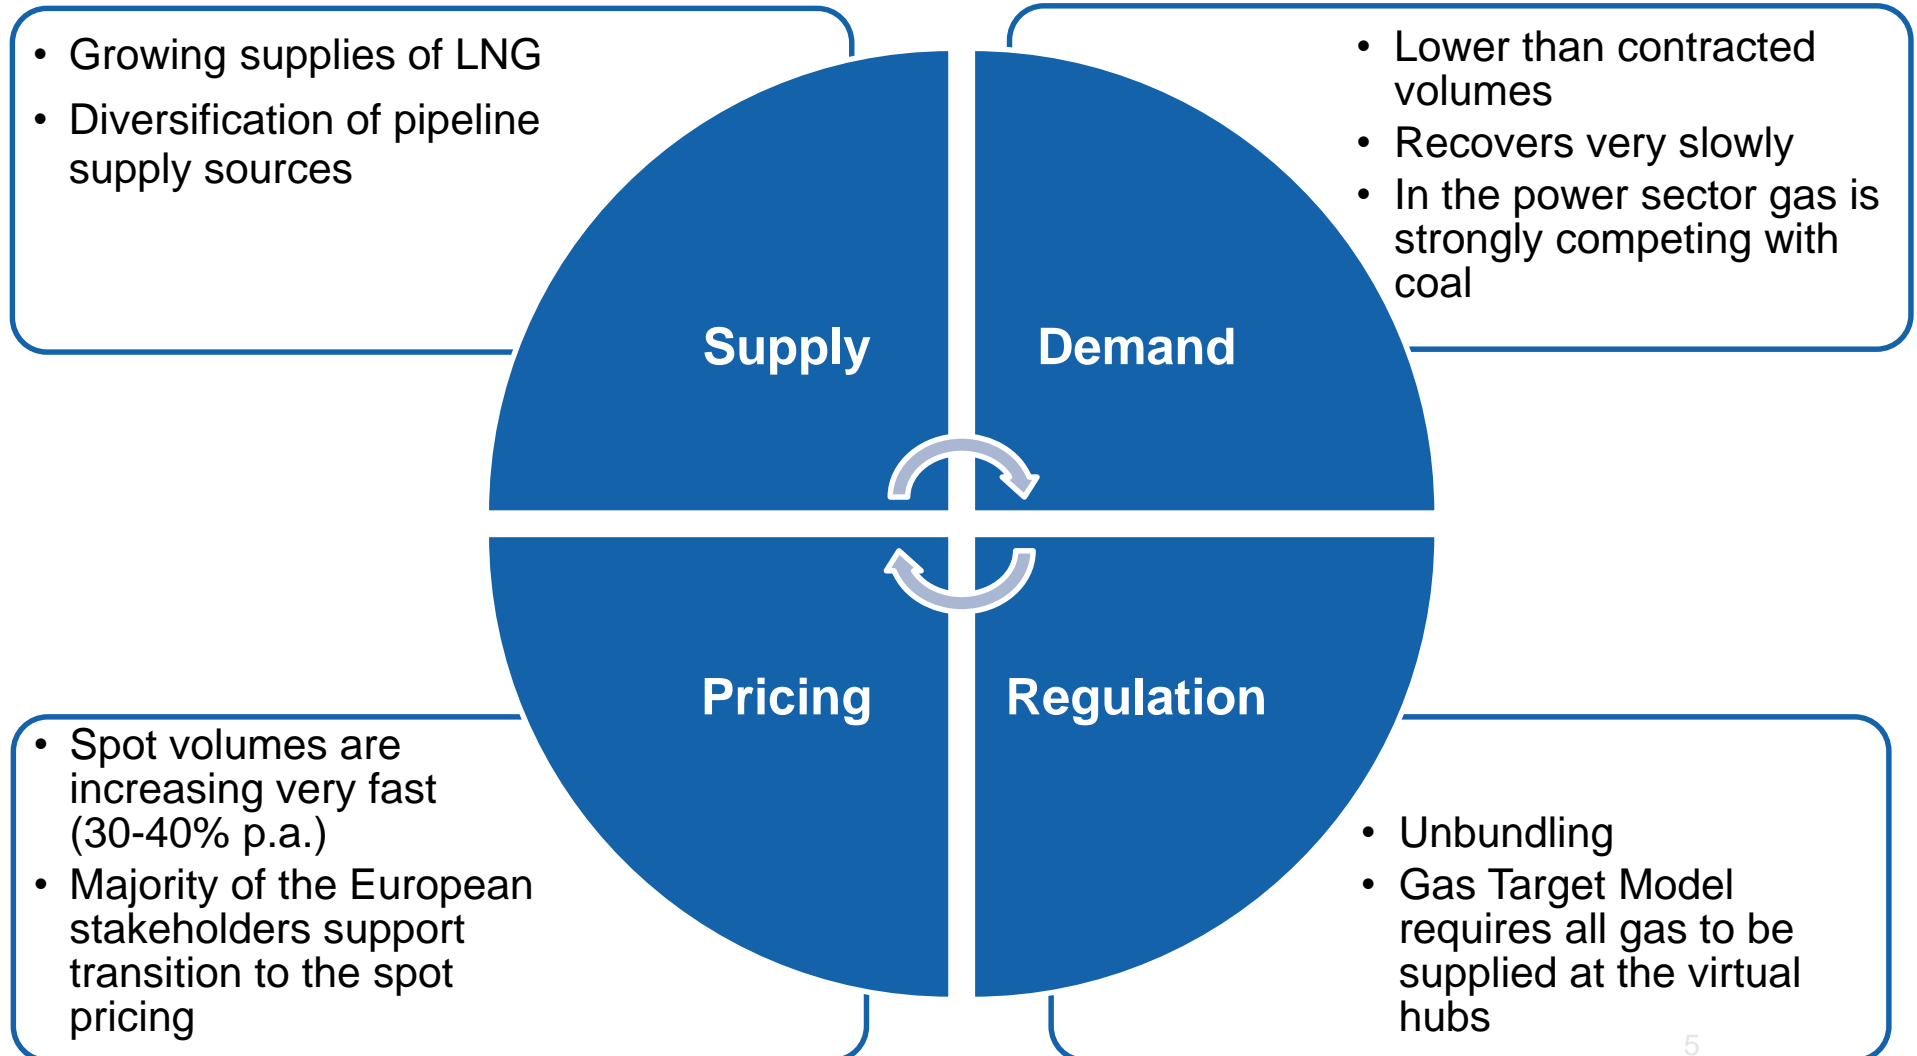 • Growing supplies of LNG
• Diversification of pipeline
supply sources
• Lower than contracted
volumes
• Recovers very slowly
• In the power sector gas is
strongly competing with
coal
Supply
Demand
Pricing
Regulation
• Spot volumes are
increasing very fast
(30-40% p.a.)
• Majority of the European
stakeholders support
transition to the spot
pricing
• Unbundling
• Gas Target Model
requires all gas to be
supplied at the virtual
hubs
5